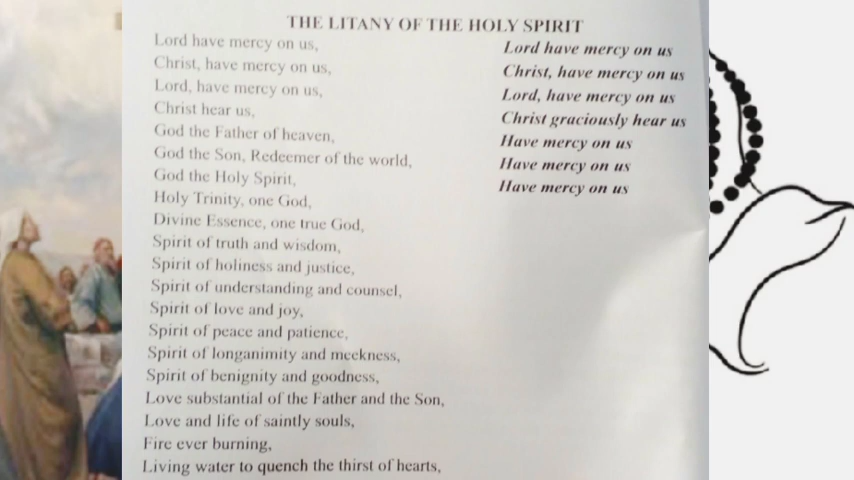 THE LITANY OF THE HOLY SPIRIT
Lord have mercy on us, Lord have mercy on us
Christ, have mercy on us, Christ, have mercy on us
Lord, have mercy on us, Lord, have mercy on us
Christ hear us, Christ graciously hear us
God the Father of heaven, Have mercy on us
God the Son, Redeemer of the world, Have mercy on us
God the Holy Spirit, Have mercy on us
Holy Trinity, one God,
Divine Essence, one true God,
Spirit of truth and wisdom,
Spirit of holiness and justice,
Spirit of understanding and counsel,
Spirit of love and joy,
Spirit of peace and patience,
Spirit of longanimity and meekness,
Spirit of benignity and goodness,
Love substantial of the Father and the Son,
Love and life of saintly souls,
Fire ever burning,
Living water to quench the thirst of hearts,